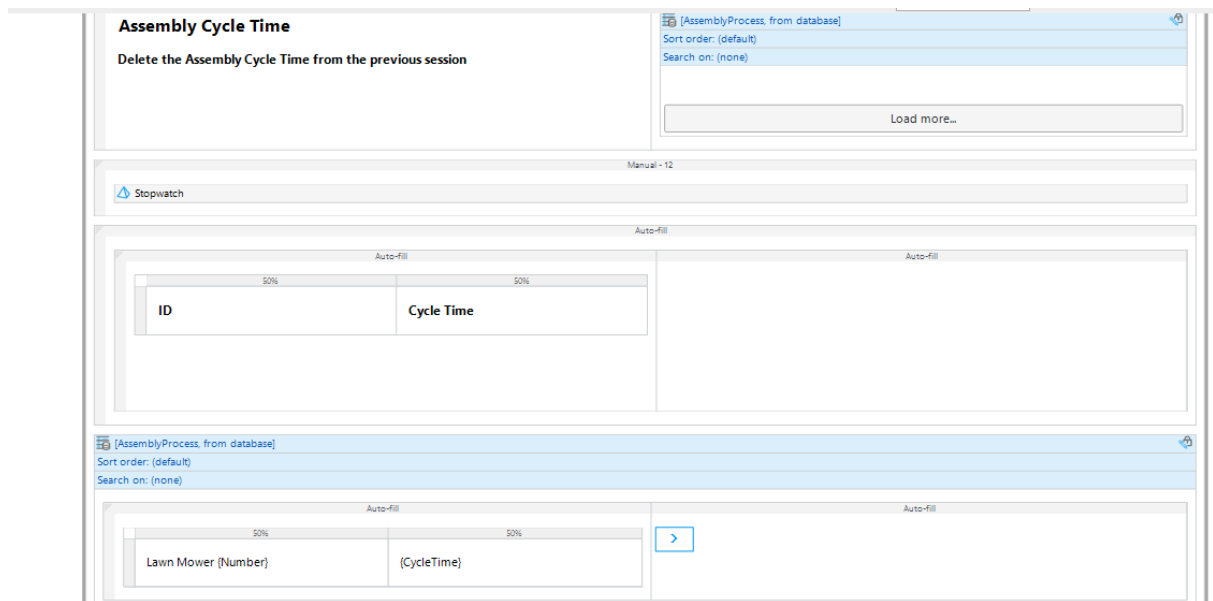 Assembly Cycle Time
Delete the Assembly Cycle Time from the previous session
[AssemblyProcess, from database]
Sort order: (default)
Search on: (none)
Load more...
Manual - 12
Stopwatch
Auto-fill
Auto-fill
Auto-fill
50%
50%
ID
Cycle Time
[AssemblyProcess, from database]
Sort order: (default)
Search on: (none)
Auto-fill
Auto-fill
50%
50%
Lawn Mower {Number}
{CycleTime}